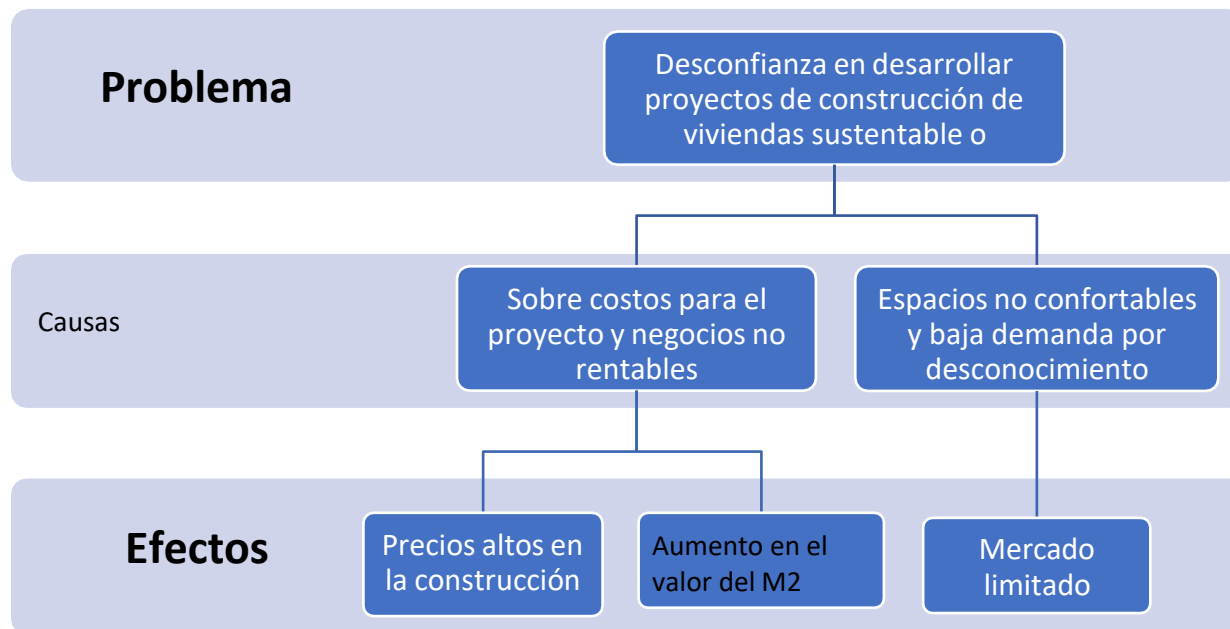 Problema
Desconfianza en desarrollar
proyectos de construcción de
viviendas sustentable o
Causas
Sobre costos para el
proyecto y negocios no
rentables
Espacios no confortables
y baja demanda por
desconocimiento
Efectos
Precios altos en
la construcción
Aumento en el
valor del M2
Mercado
limitado